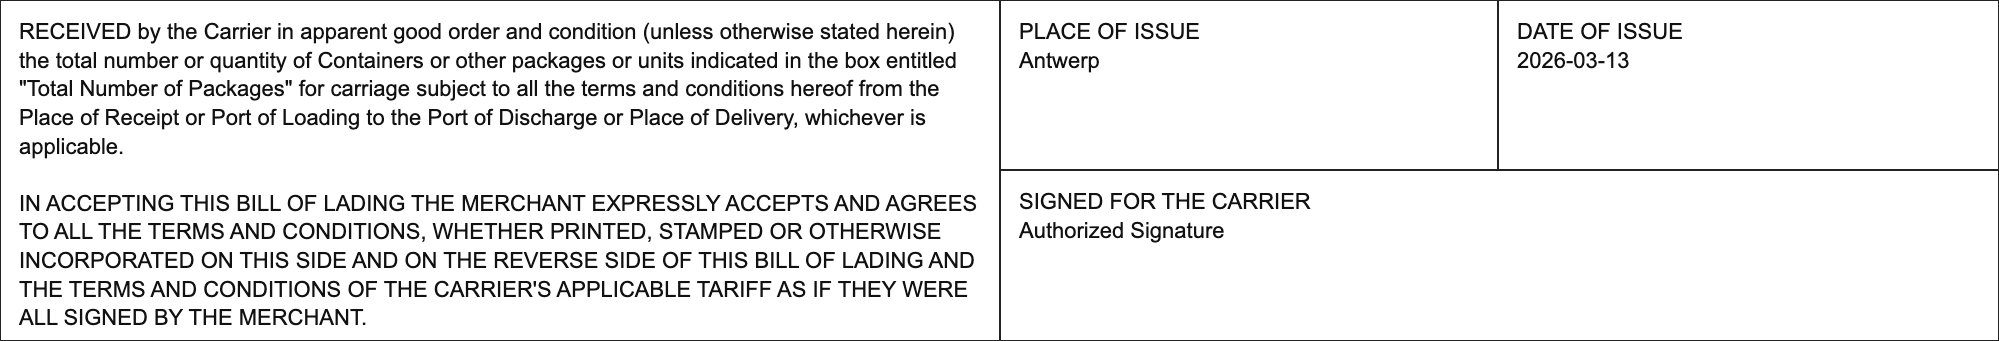 RECEIVED by the Carrier in apparent good order and condition (unless otherwise stated herein)
the total number or quantity of Containers or other packages or units indicated in the box entitled
"Total Number of Packages" for carriage subject to all the terms and conditions hereof from the
Place of Receipt or Port of Loading to the Port of Discharge or Place of Delivery, whichever is
applicable.
IN ACCEPTING THIS BILL OF LADING THE MERCHANT EXPRESSLY ACCEPTS AND AGREES
TO ALL THE TERMS AND CONDITIONS, WHETHER PRINTED, STAMPED OR OTHERWISE
INCORPORATED ON THIS SIDE AND ON THE REVERSE SIDE OF THIS BILL OF LADING AND
THE TERMS AND CONDITIONS OF THE CARRIER'S APPLICABLE TARIFF AS IF THEY WERE
ALL SIGNED BY THE MERCHANT.
PLACE OF ISSUE
Antwerp
DATE OF ISSUE
2026-03-13
SIGNED FOR THE CARRIER
Authorized Signature